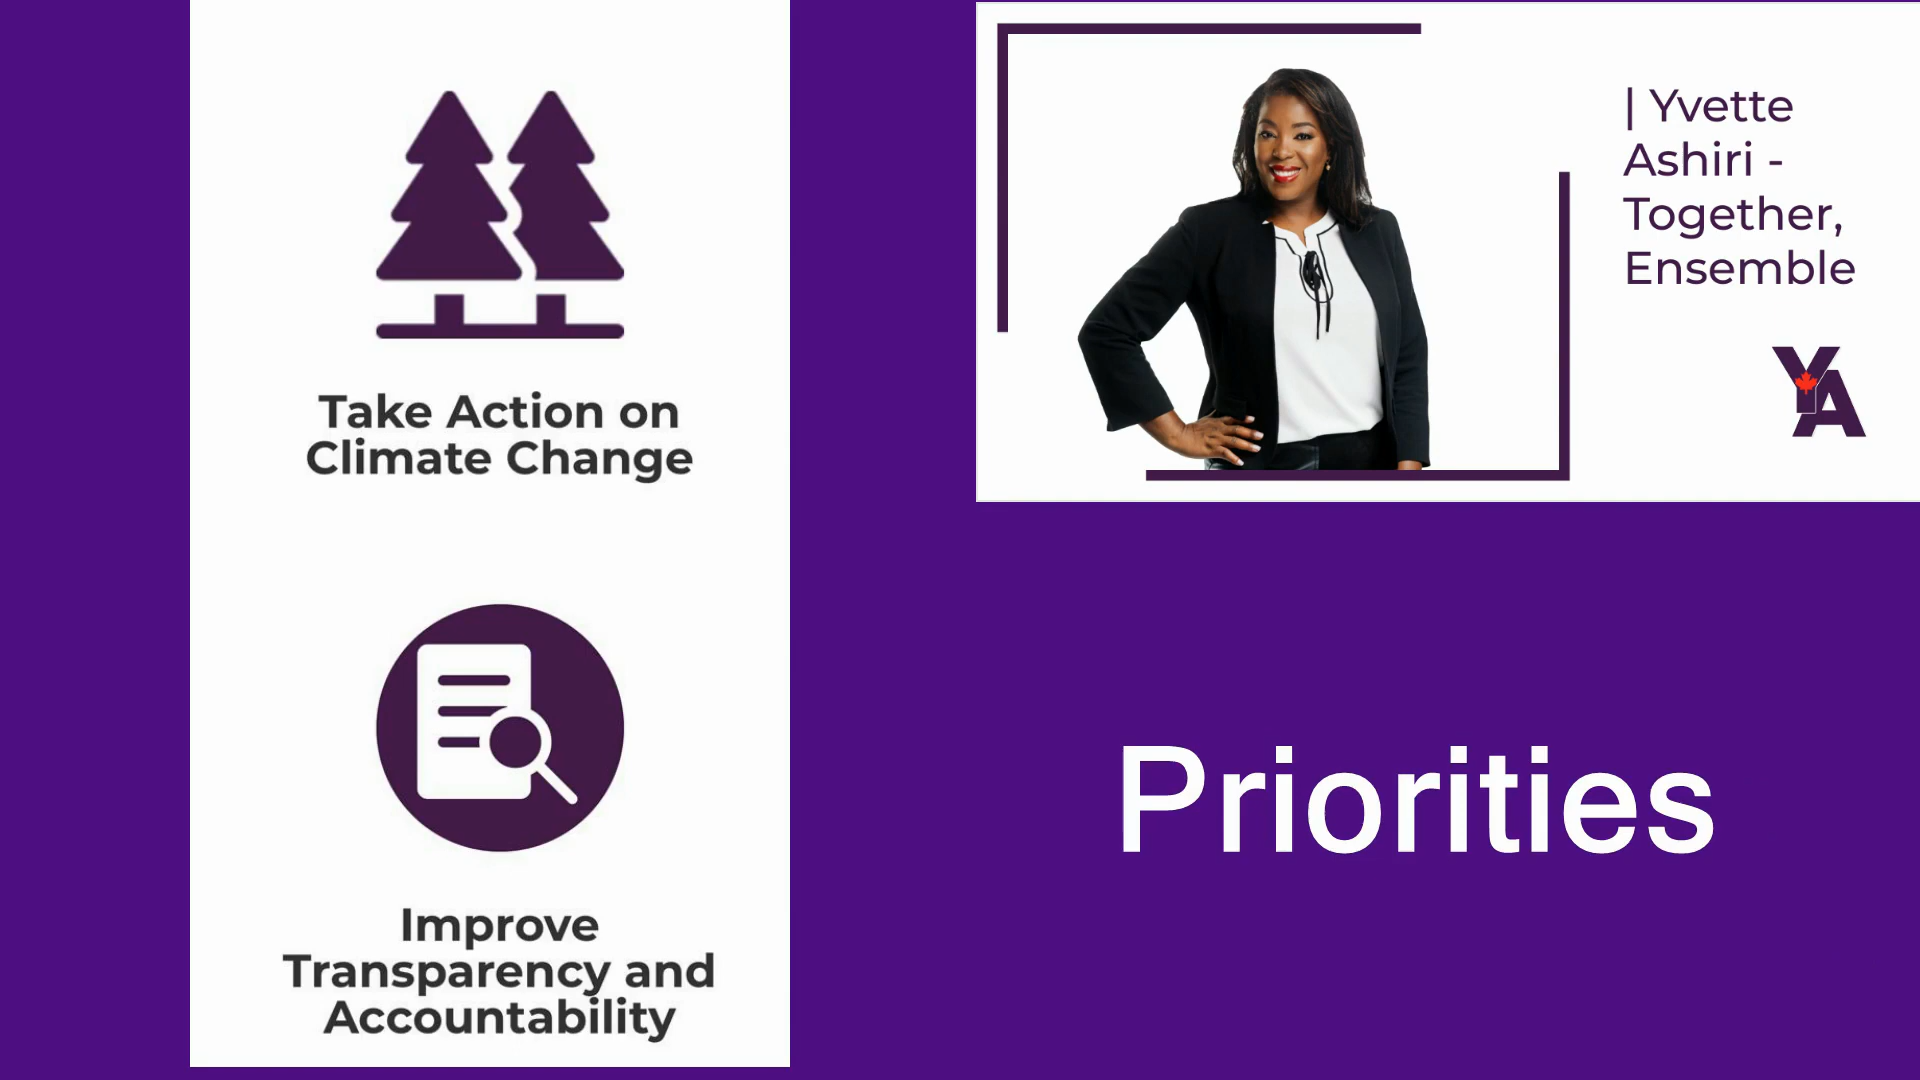 Take Action on
Climate Change
Improve
Transparency and
Accountability
| Yvette
Ashiri -
Together,
Ensemble
YA
Priorities